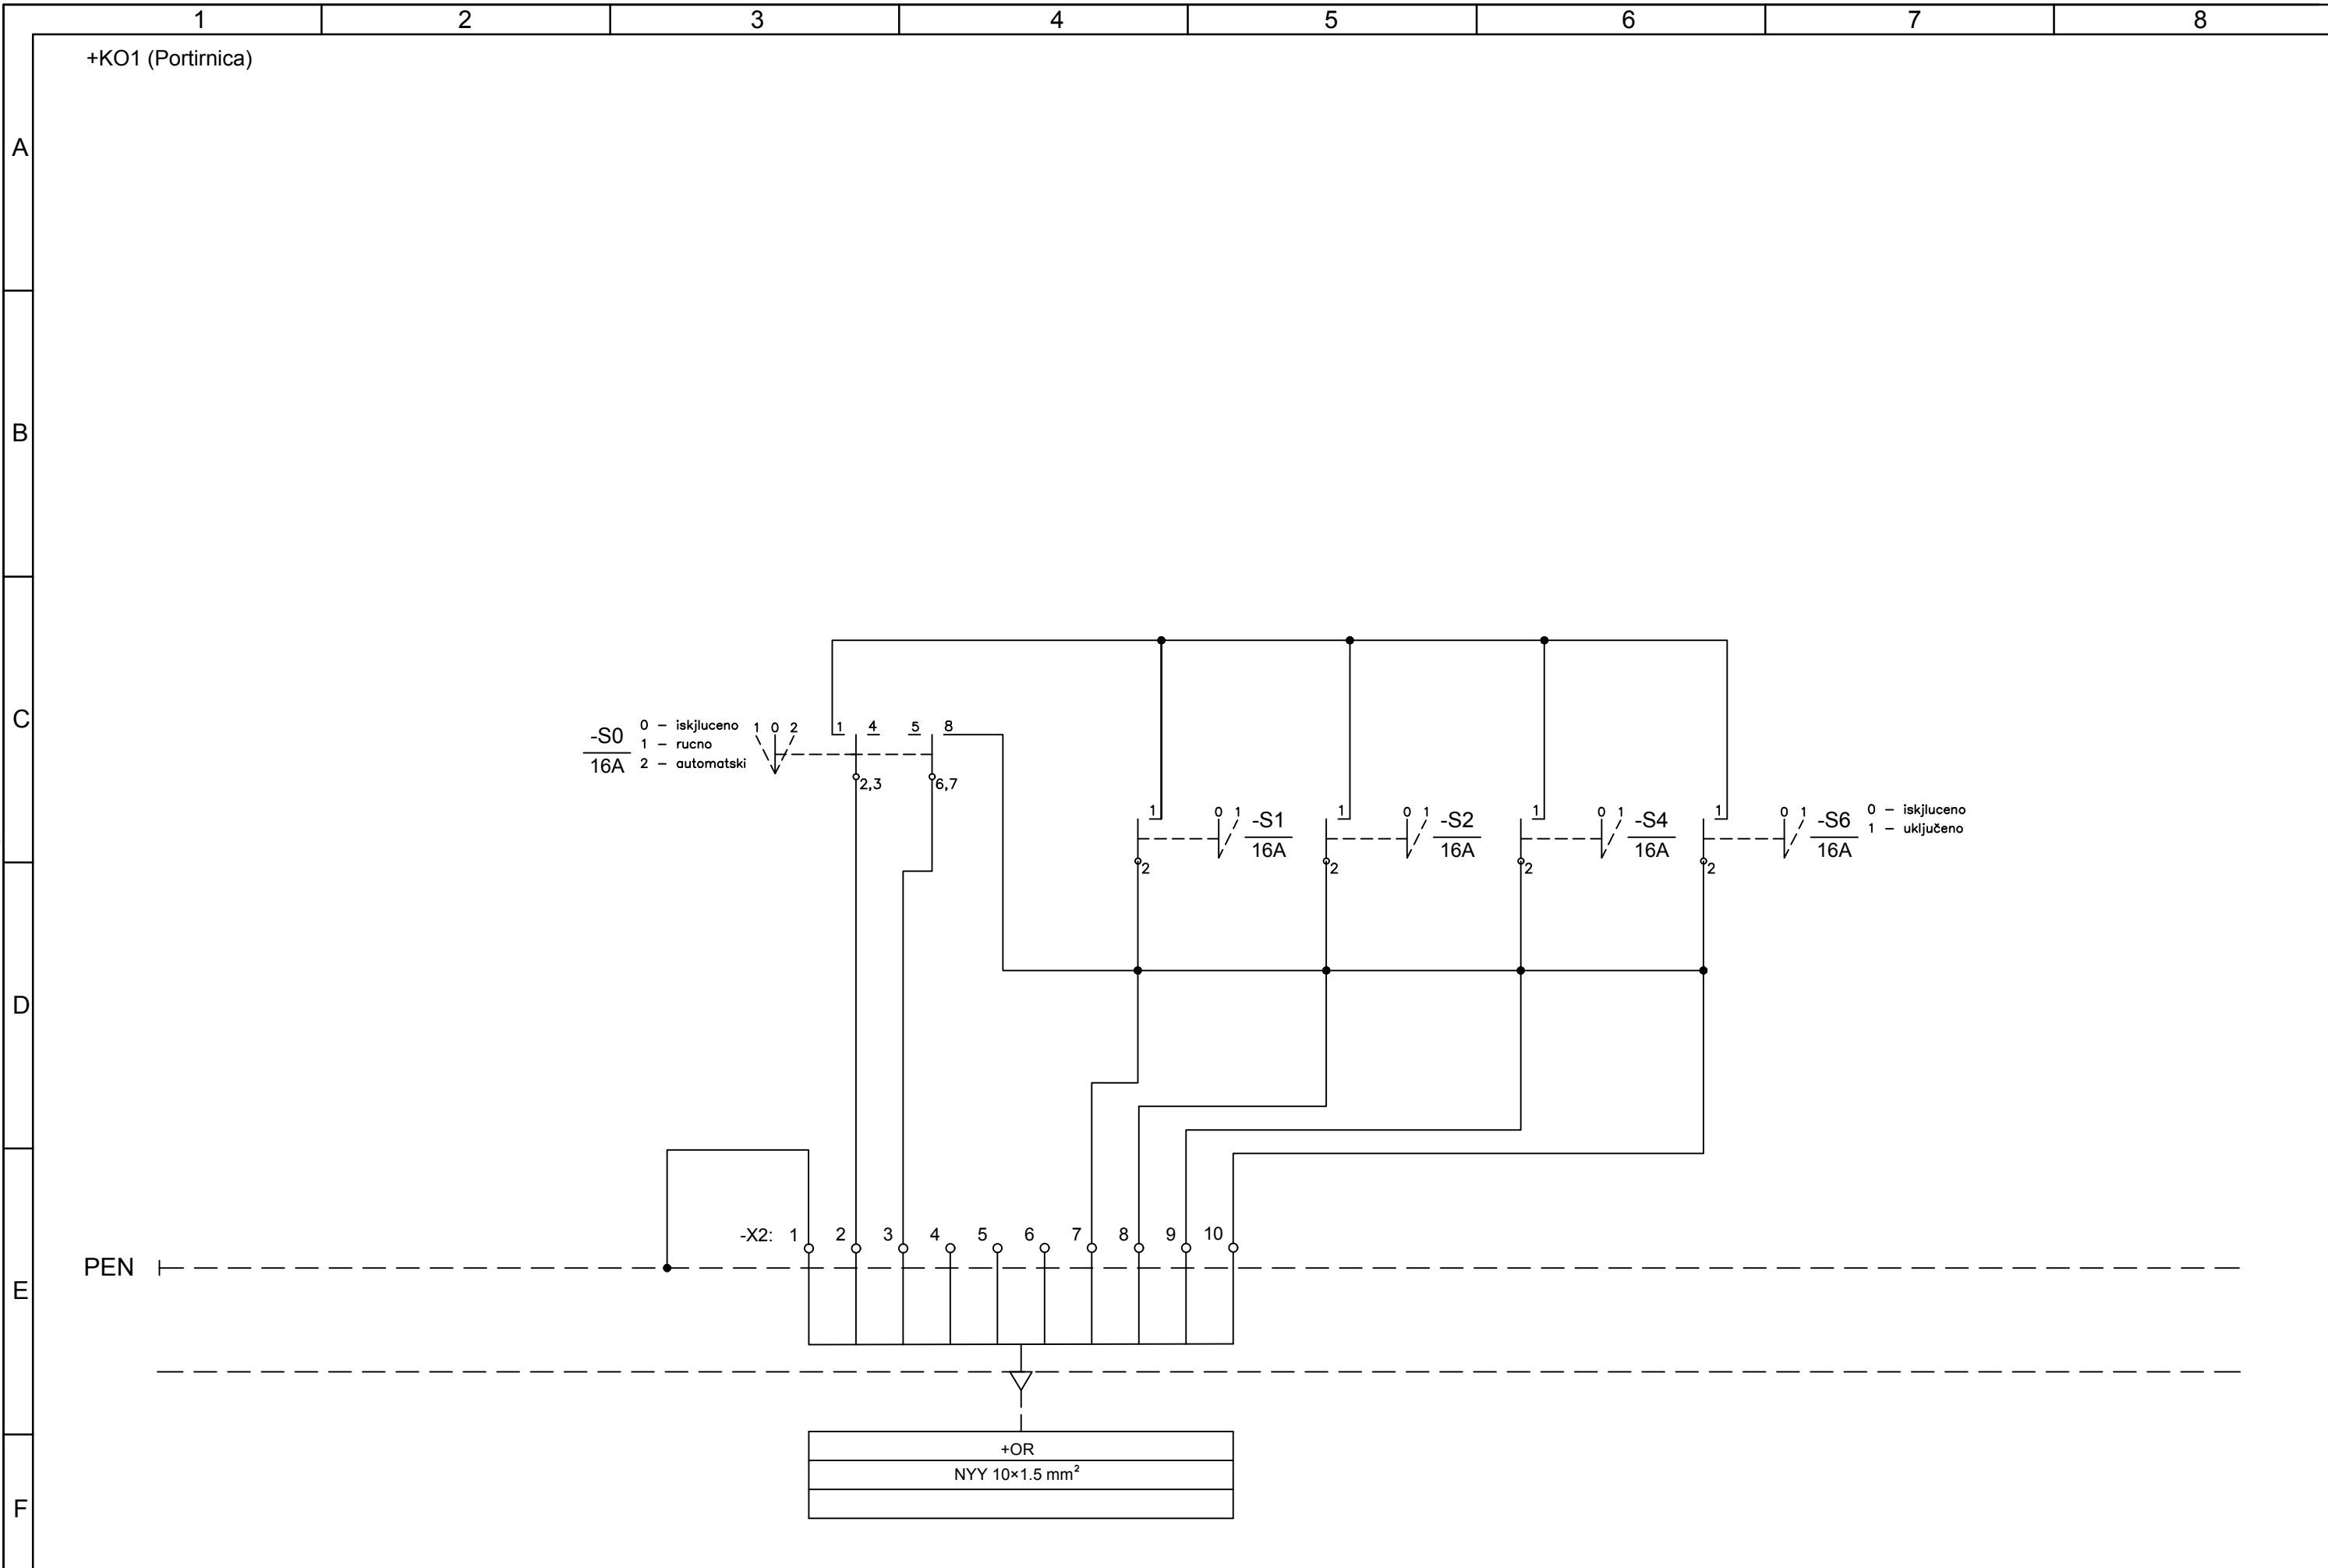 1 2 3 4 5 6 7 8
+KO1 (Portirnica)
A
B
C
-S0
16A
0 – iskjluceno
1 – rucno
2 – automatski
1 0 2
1 4 5 8
2,3 6,7
1 0 1 -S1
16A
2
1 0 1 -S2
16A
2
1 0 1 -S4
16A
2
1 0 1 -S6
16A
2
0 – iskjluceno
1 – uključeno
D
-X2: 1 2 3 4 5 6 7 8 9 10
PEN
E
+OR
NYY 10×1.5 mm²
F